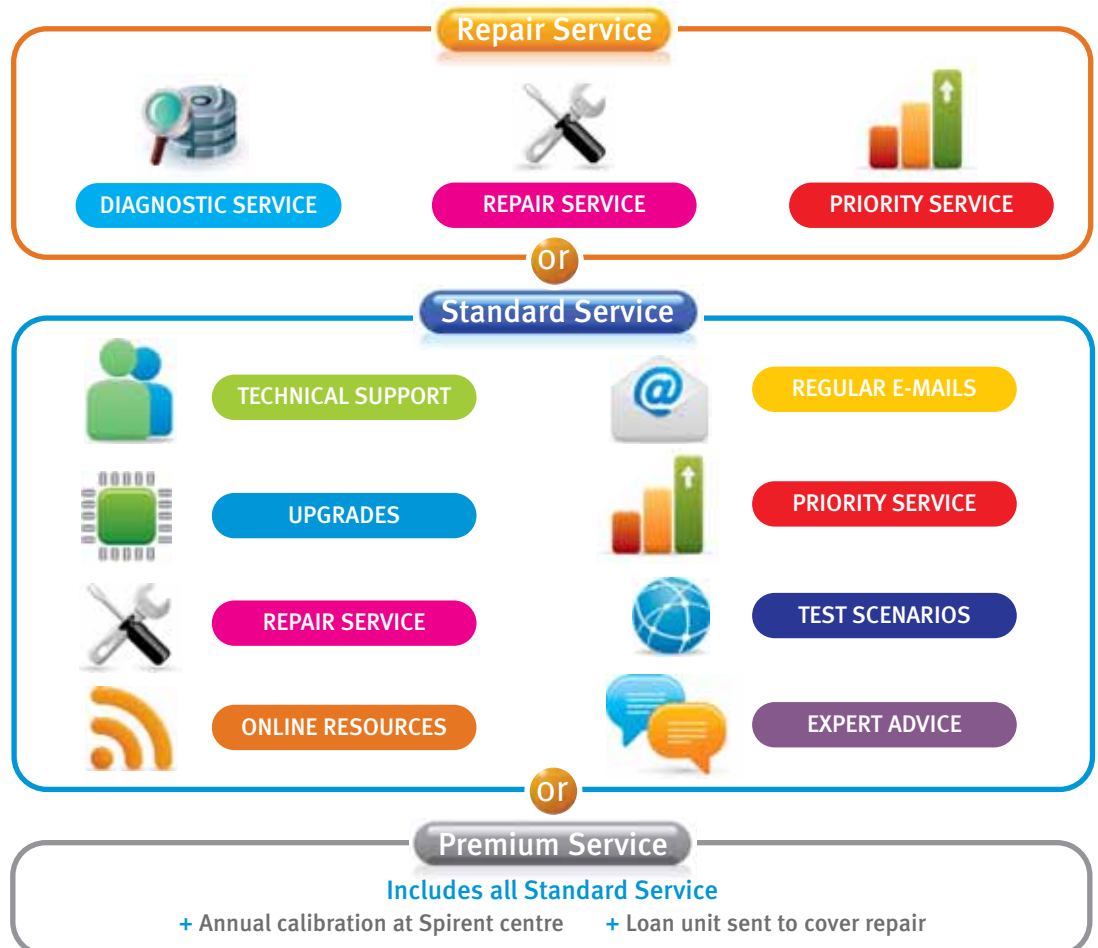 Repair Service
DIAGNOSTIC SERVICE
REPAIR SERVICE
PRIORITY SERVICE
or
Standard Service
TECHNICAL SUPPORT
@
REGULAR E-MAILS
UPGRADES
PRIORITY SERVICE
REPAIR SERVICE
TEST SCENARIOS
ONLINE RESOURCES
EXPERT ADVICE
or
Premium Service
Includes all Standard Service
+ Annual calibration at Spirent centre + Loan unit sent to cover repair